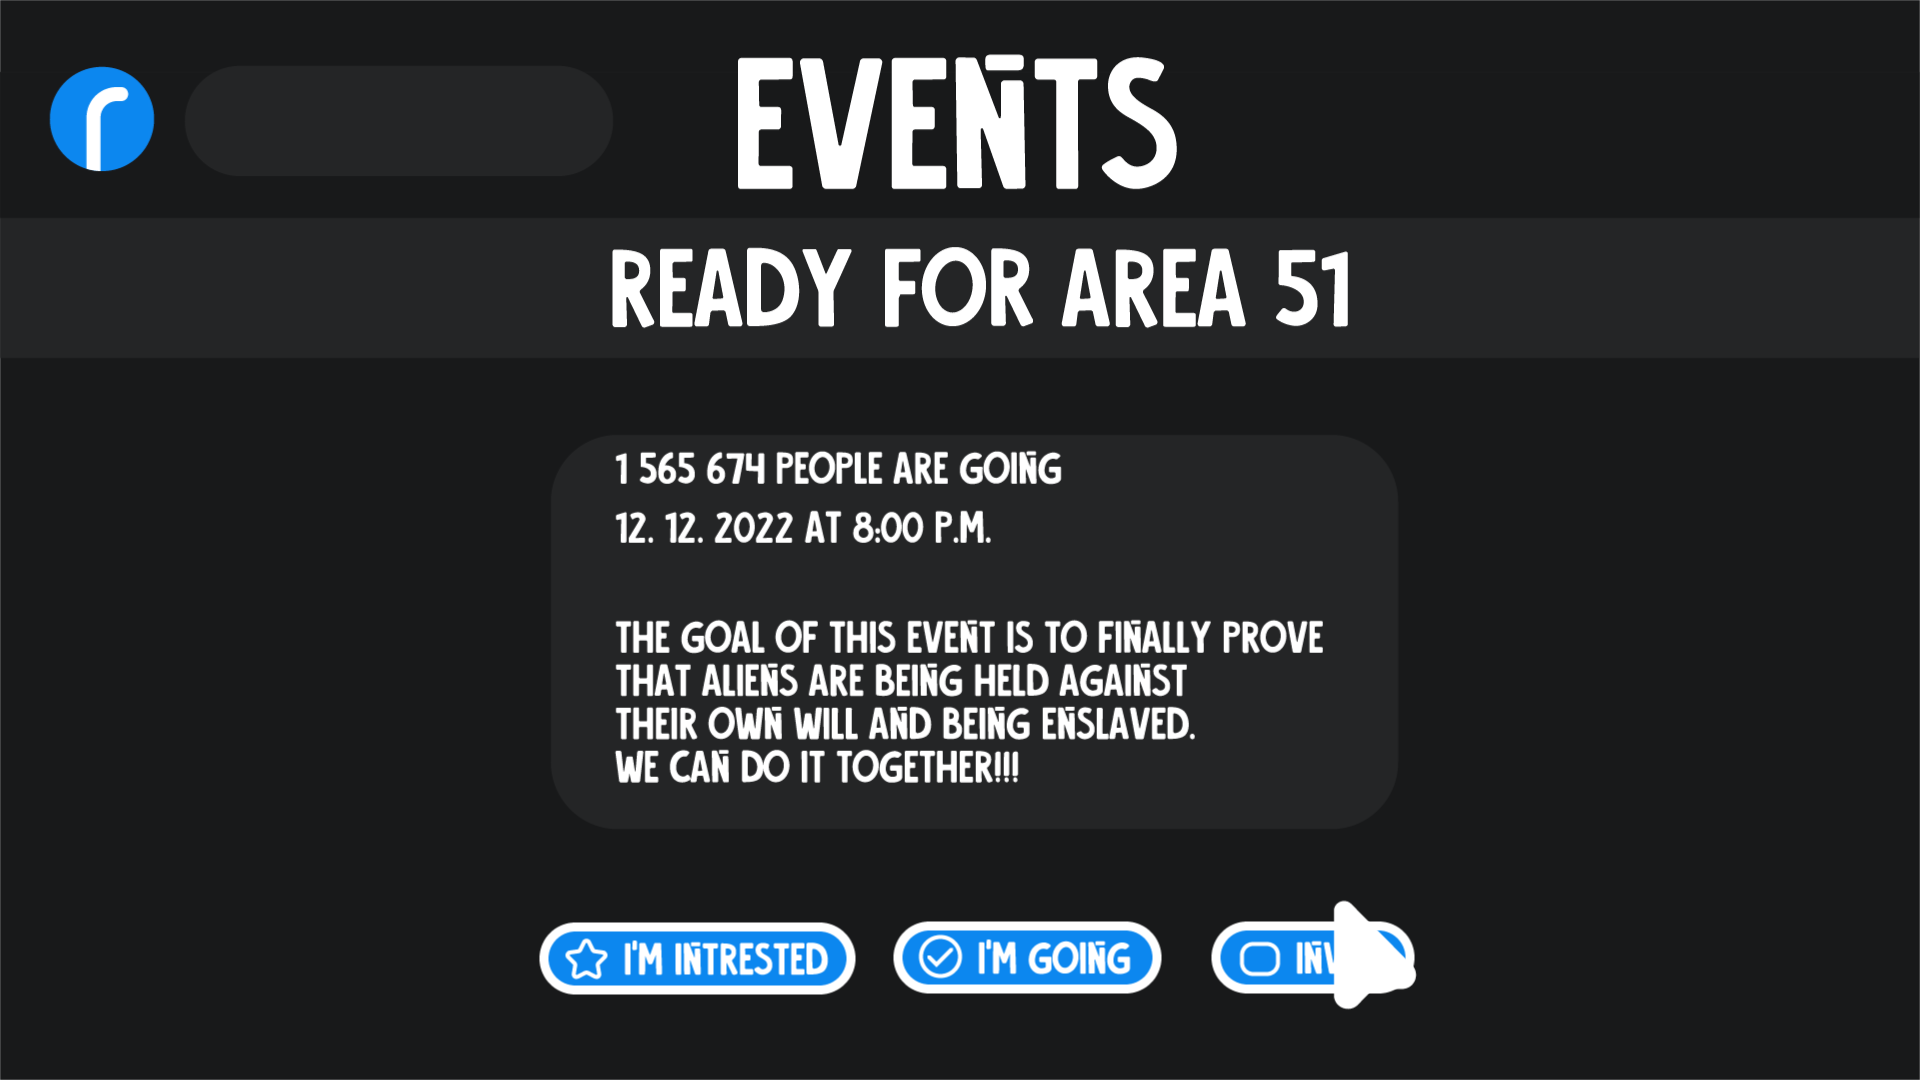 r
EVENTS
READY FOR AREA 51
1 565 674 PEOPLE ARE GOING
12. 12. 2022 AT 8:00 P.M.
THE GOAL OF THIS EVENT IS TO FINALLY PROVE
THAT ALIENS ARE BEING HELD AGAINST
THEIR OWN WILL AND BEING ENSLAVED.
WE CAN DO IT TOGETHER!!!
I'M INTRESTED
I'M GOING